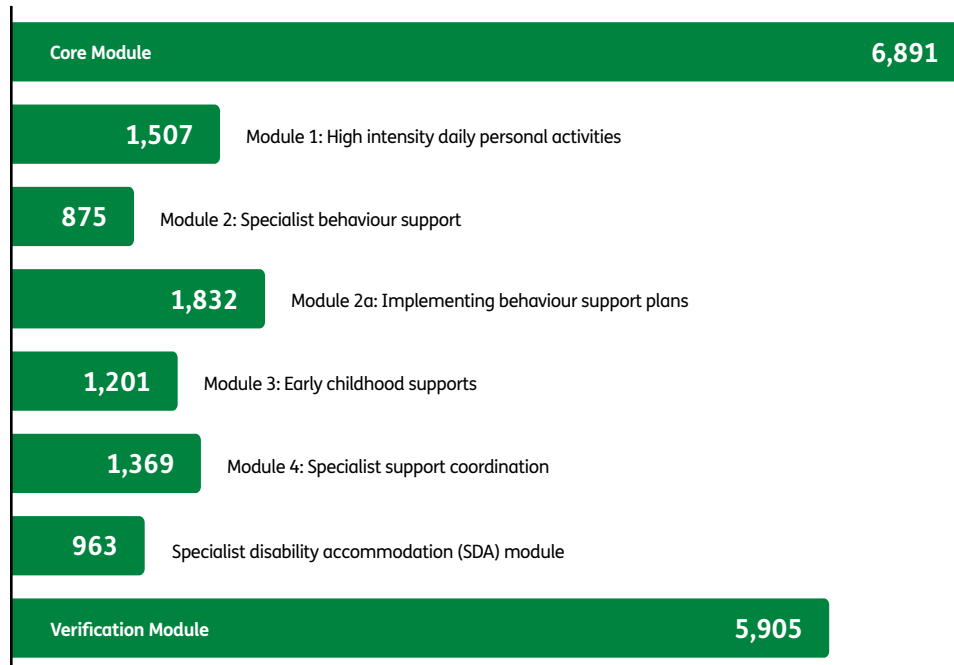 Core Module 6,891
1,507 Module 1: High intensity daily personal activities
875 Module 2: Specialist behaviour support
1,832 Module 2a: Implementing behaviour support plans
1,201 Module 3: Early childhood supports
1,369 Module 4: Specialist support coordination
963 Specialist disability accommodation (SDA) module
Verification Module 5,905